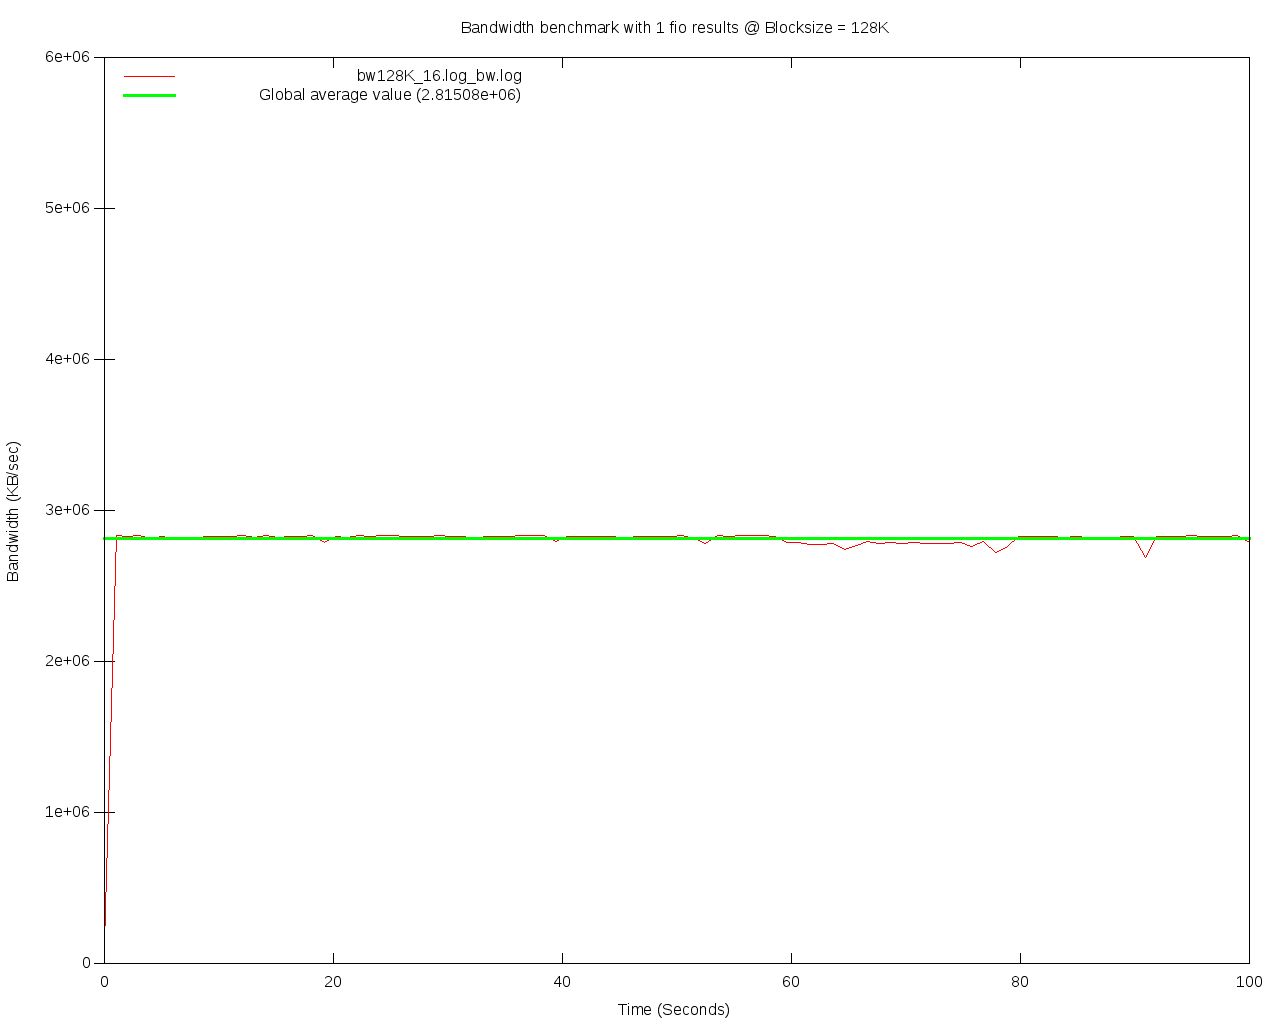 Bandwidth benchmark with 1 fio results @ Blocksize = 128K
6e+06
bw128K_16.log_bw.log
Global average value (2.81508e+06)
5e+06
4e+06
3e+06
2e+06
1e+06
0
Bandwidth (KB/sec)
0 20 40 60 80 100
Time (Seconds)